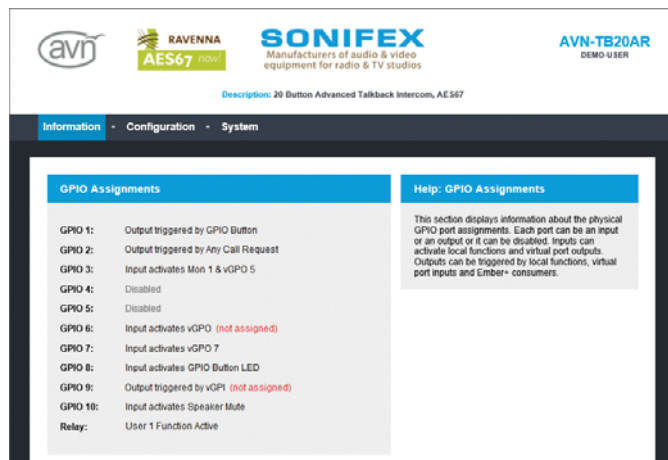 avn
RAVENNA
AES67 now!
SONIFEX
Manufacturers of audio & video
equipment for radio & TV studios
AVN-TB20AR
DEMO-USER
Description: 20 Button Advanced Talkback Intercom, AES67
Information - Configuration - System
GPIO Assignments
GPIO 1: Output triggered by GPIO Button
GPIO 2: Output triggered by Any Call Request
GPIO 3: Input activates Mon 1 & vGPO 5
GPIO 4: Disabled
GPIO 5: Disabled
GPIO 6: Input activates vGPO (not assigned)
GPIO 7: Input activates vGPO 7
GPIO 8: Input activates GPIO Button LED
GPIO 9: Output triggered by vGPI (not assigned)
GPIO 10: Input activates Speaker Mute
Relay: User 1 Function Active
Help: GPIO Assignments
This section displays information about the physical
GPIO port assignments. Each port can be an input
or an output or it can be disabled. Inputs can
activate local functions and virtual port outputs.
Outputs can be triggered by local functions, virtual
port inputs and Ember+ consumers.